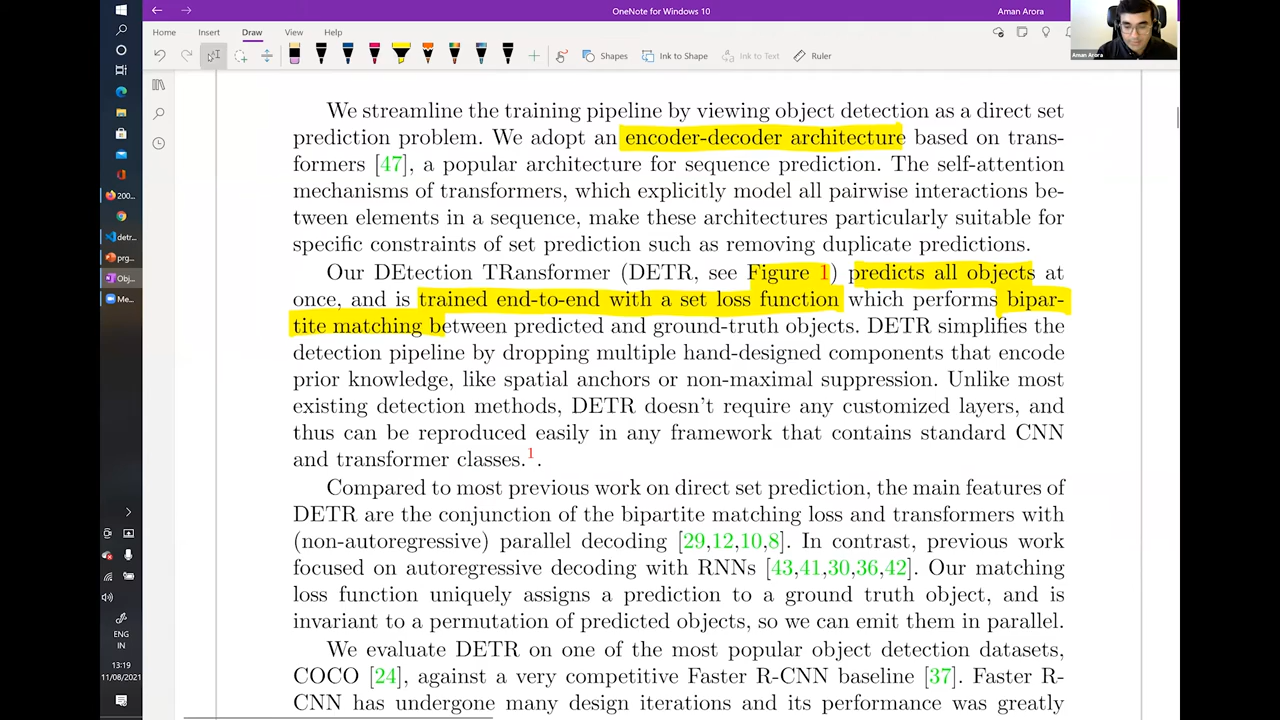 OneNote for Windows 10
Aman Arora
Home
Insert
Draw
View
Help
Shapes
Ink to Shape
Ink to Text
Math
Ruler
Aman Arora
We streamline the training pipeline by viewing object detection as a direct set
prediction problem. We adopt an encoder-decoder architecture based on trans-
formers [47], a popular architecture for sequence prediction. The self-attention
mechanisms of transformers, which explicitly model all pairwise interactions be-
tween elements in a sequence, make these architectures particularly suitable for
specific constraints of set prediction such as removing duplicate predictions.
Our DEtection TRansformer (DETR, see Figure 1) predicts all objects at
once, and is trained end-to-end with a set loss function which performs bipar-
tite matching between predicted and ground-truth objects. DETR simplifies the
detection pipeline by dropping multiple hand-designed components that encode
prior knowledge, like spatial anchors or non-maximal suppression. Unlike most
existing detection methods, DETR doesn't require any customized layers, and
thus can be reproduced easily in any framework that contains standard CNN
and transformer classes.1.
Compared to most previous work on direct set prediction, the main features of
DETR are the conjunction of the bipartite matching loss and transformers with
(non-autoregressive) parallel decoding [29,12,10,8]. In contrast, previous work
focused on autoregressive decoding with RNNs [43,41,30,36,42]. Our matching
loss function uniquely assigns a prediction to a ground truth object, and is
invariant to a permutation of predicted objects, so we can emit them in parallel.
We evaluate DETR on one of the most popular object detection datasets,
COCO [24], against a very competitive Faster R-CNN baseline [37]. Faster R-
CNN has undergone many design iterations and its performance was greatly
200...
detr...
prg...
Obj...
Me...
ENG
IN
13:19
11/08/2021